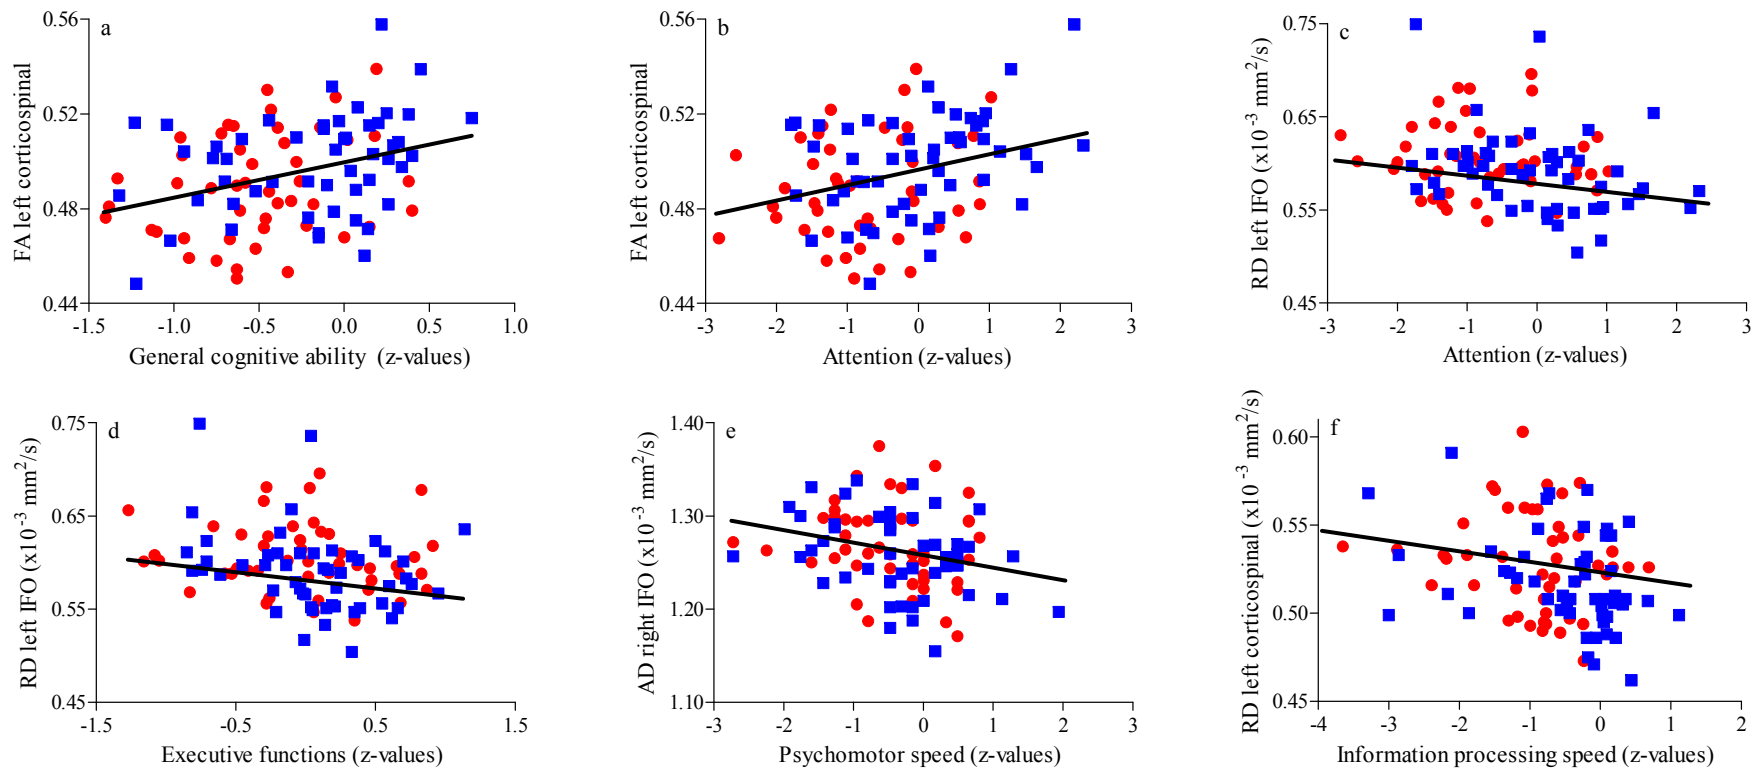 a
0.56
0.52
0.48
0.44
FA left corticospinal
-1.5 -1.0 -0.5 0.0 0.5 1.0
General cognitive ability (z-values)
b
0.56
0.52
0.48
0.44
FA left corticospinal
-3 -2 -1 0 1 2 3
Attention (z-values)
c
0.75
0.65
0.55
0.45
RD left IFO (x10⁻³ mm²/s)
-3 -2 -1 0 1 2 3
Attention (z-values)
d
0.75
0.65
0.55
0.45
RD left IFO (x10⁻³ mm²/s)
-1.5 -0.5 0.5 1.5
Executive functions (z-values)
e
1.40
1.30
1.20
1.10
AD right IFO (x10⁻³ mm²/s)
-3 -2 -1 0 1 2 3
Psychomotor speed (z-values)
f
0.60
0.55
0.50
0.45
RD left corticospinal (x10⁻³ mm²/s)
-4 -3 -2 -1 0 1 2
Information processing speed (z-values)